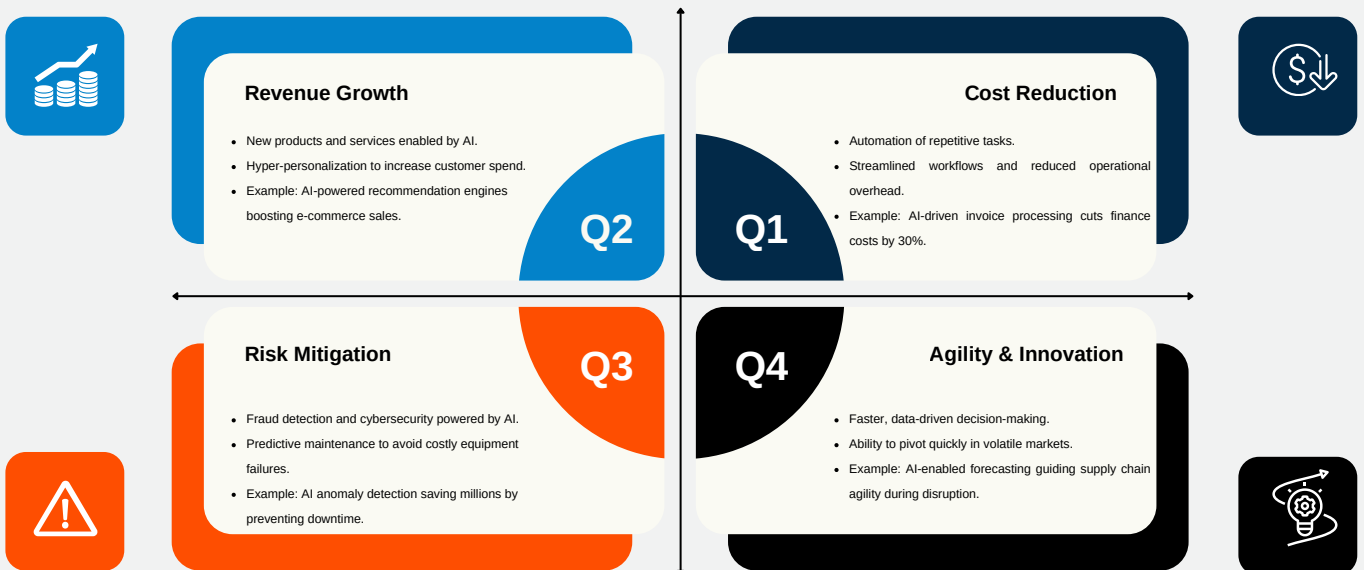 Revenue Growth
New products and services enabled by AI.
Hyper-personalization to increase customer spend.
Example: AI-powered recommendation engines
boosting e-commerce sales.
Q2
Cost Reduction
Automation of repetitive tasks.
Streamlined workflows and reduced operational
overhead.
Example: AI-driven invoice processing cuts finance
costs by 30%.
Q1
Risk Mitigation
Fraud detection and cybersecurity powered by AI.
Predictive maintenance to avoid costly equipment
failures.
Example: AI anomaly detection saving millions by
preventing downtime.
Q3
Agility & Innovation
Faster, data-driven decision-making.
Ability to pivot quickly in volatile markets.
Example: AI-enabled forecasting guiding supply chain
agility during disruption.
Q4